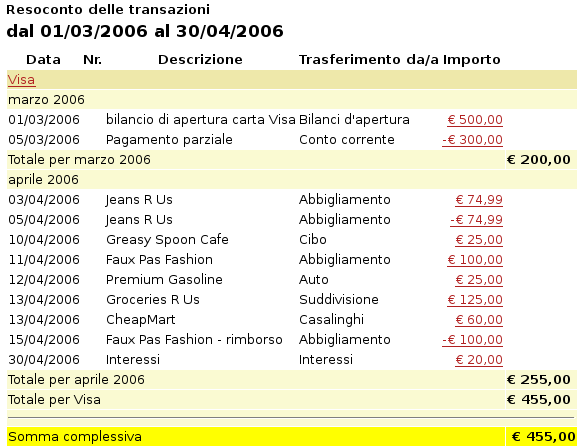 Resoconto delle transazioni
dal 01/03/2006 al 30/04/2006
Data Nr. Descrizione Trasferimento da/a Importo
Visa
marzo 2006
01/03/2006 bilancio di apertura carta Visa Bilanci d'apertura € 500,00
05/03/2006 Pagamento parziale Conto corrente -€ 300,00
Totale per marzo 2006 € 200,00
aprile 2006
03/04/2006 Jeans R Us Abbigliamento € 74,99
05/04/2006 Jeans R Us Abbigliamento -€ 74,99
10/04/2006 Greasy Spoon Cafe Cibo € 25,00
11/04/2006 Faux Pas Fashion Abbigliamento € 100,00
12/04/2006 Premium Gasoline Auto € 25,00
13/04/2006 Groceries R Us Suddivisione € 125,00
13/04/2006 CheapMart Casalinghi € 60,00
15/04/2006 Faux Pas Fashion - rimborso Abbigliamento -€ 100,00
30/04/2006 Interessi Interessi € 20,00
Totale per aprile 2006 € 255,00
Totale per Visa € 455,00
Somma complessiva € 455,00